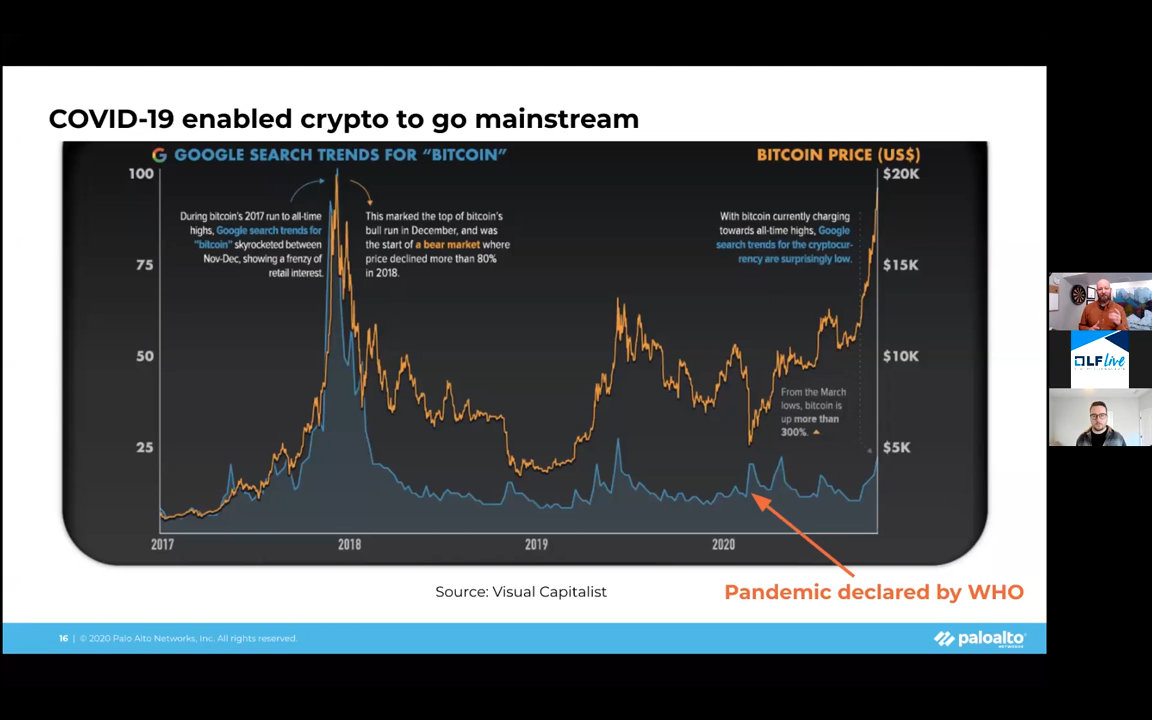 COVID-19 enabled crypto to go mainstream
GOOGLE SEARCH TRENDS FOR "BITCOIN"
BITCOIN PRICE (US$)
100
75
50
25
$20K
$15K
$10K
$5K
During bitcoin's 2017 run to all-time
highs, Google search trends for
"bitcoin" skyrocketed between
Nov-Dec, showing a frenzy of
retail interest.
This marked the top of bitcoin's
bull run in December, and was
the start of a bear market where
price declined more than 80%
in 2018.
With bitcoin currently charging
towards all-time highs, Google
search trends for the cryptocur-
rency are surprisingly low.
From the March
lows, bitcoin is
up more than
300%.
2017
2018
2019
2020
Source: Visual Capitalist
Pandemic declared by WHO
16 | © 2020 Palo Alto Networks, Inc. All rights reserved.
paloalto
NETWORKS
LF live